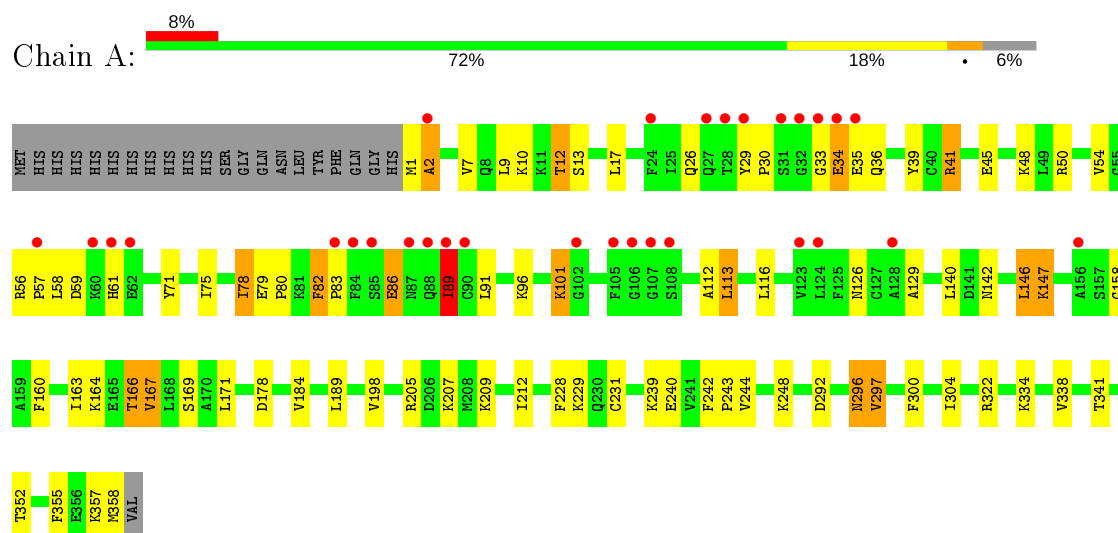 8%
Chain A:
72% 18% • 6%
MET HIS HIS HIS HIS HIS HIS HIS HIS HIS HIS HIS SER GLY GLN ASN LEU TYR PHE GLN GLY HIS M1 A2 V7 Q8 L9 K10 K11 T12 S13 L17 F24 I25 Q26 Q27 T28 Y29 P30 S31 G32 G33 E34 E35 Q36 Y39 C40 R41 E45 K48 L49 R50 V54
R56 P57 L58 D59 K60 H61 E62 Y71 I75 I78 E79 P80 K81 F82 P83 F84 S85 E86 N87 Q88 I89 C90 L91 K96 K101 G102 F105 G106 G107 S108 A112 L113 L116 V123 L124 F125 N126 C127 A128 A129 L140 D141 N142 L146 K147 A156 S157
A159 F160 I163 K164 E165 T166 V167 L168 S169 A170 L171 D178 V184 L189 V198 R205 D206 K207 M208 K209 I212 F228 K229 Q230 C231 K239 E240 V241 F242 P243 V244 K248 D292 N296 V297 F300 I304 R322 K334 V338 T341
T352 F355 E356 K357 M358 VAL